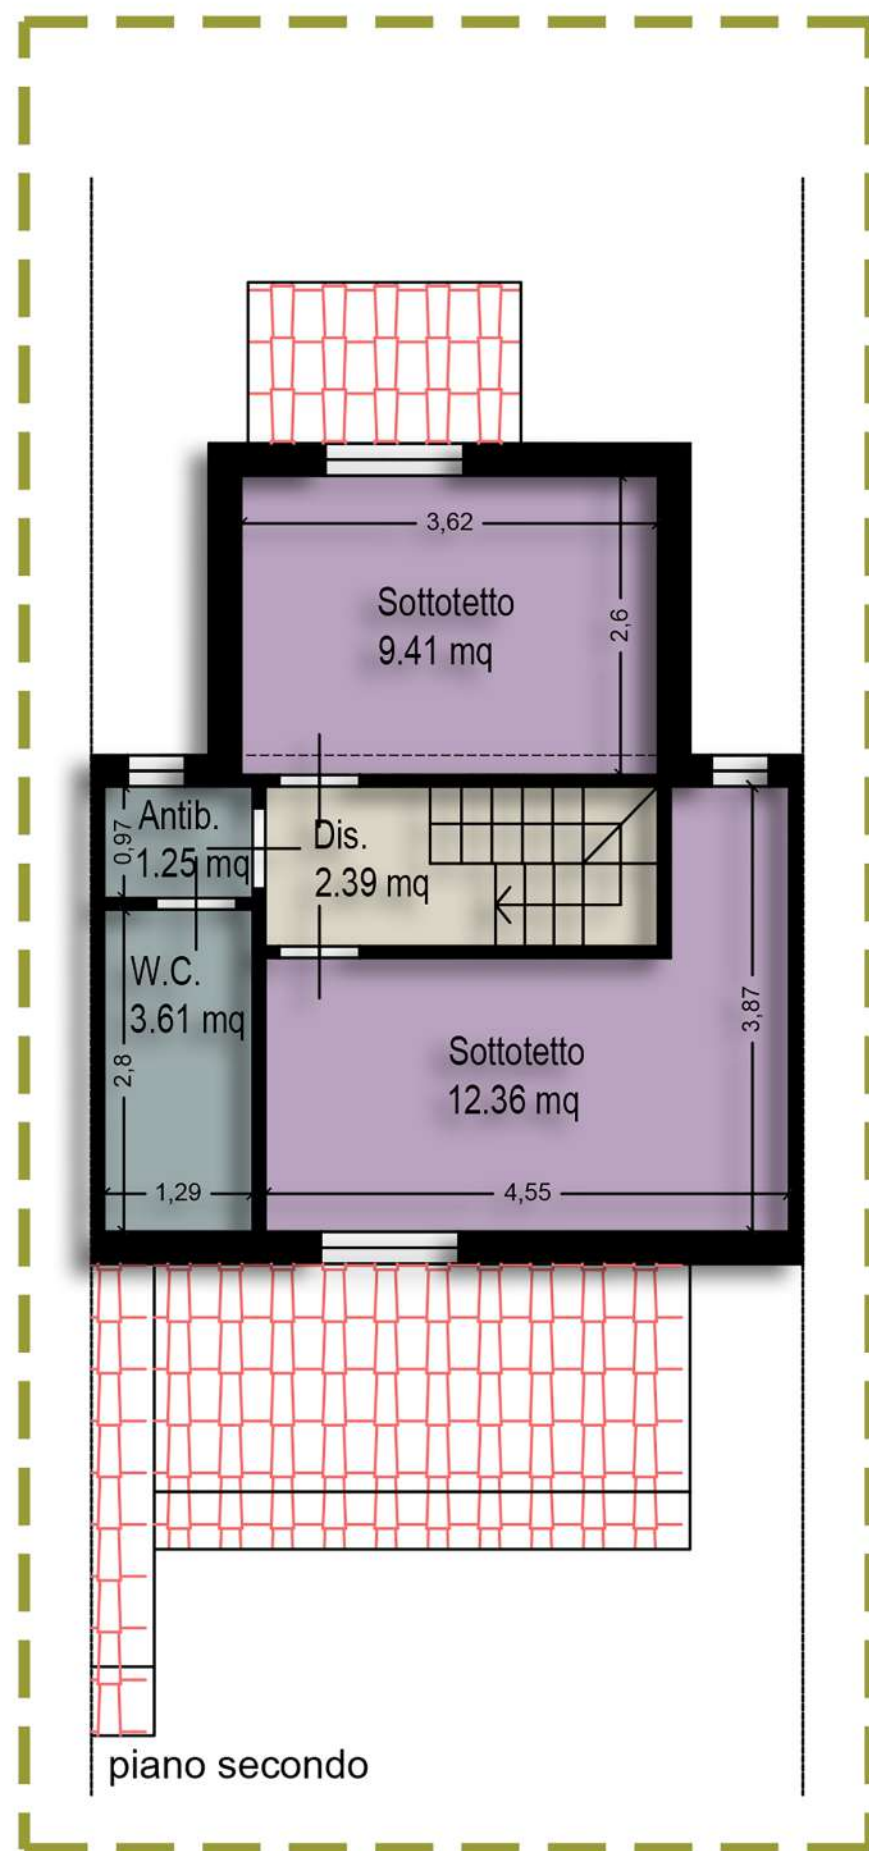 3,62
Sottotetto
9.41 mq
2,6
Antib.
1.25 mq
0,97
Dis.
2.39 mq
W.C.
3.61 mq
2,8
3,87
Sottotetto
12.36 mq
1,29
4,55
piano secondo